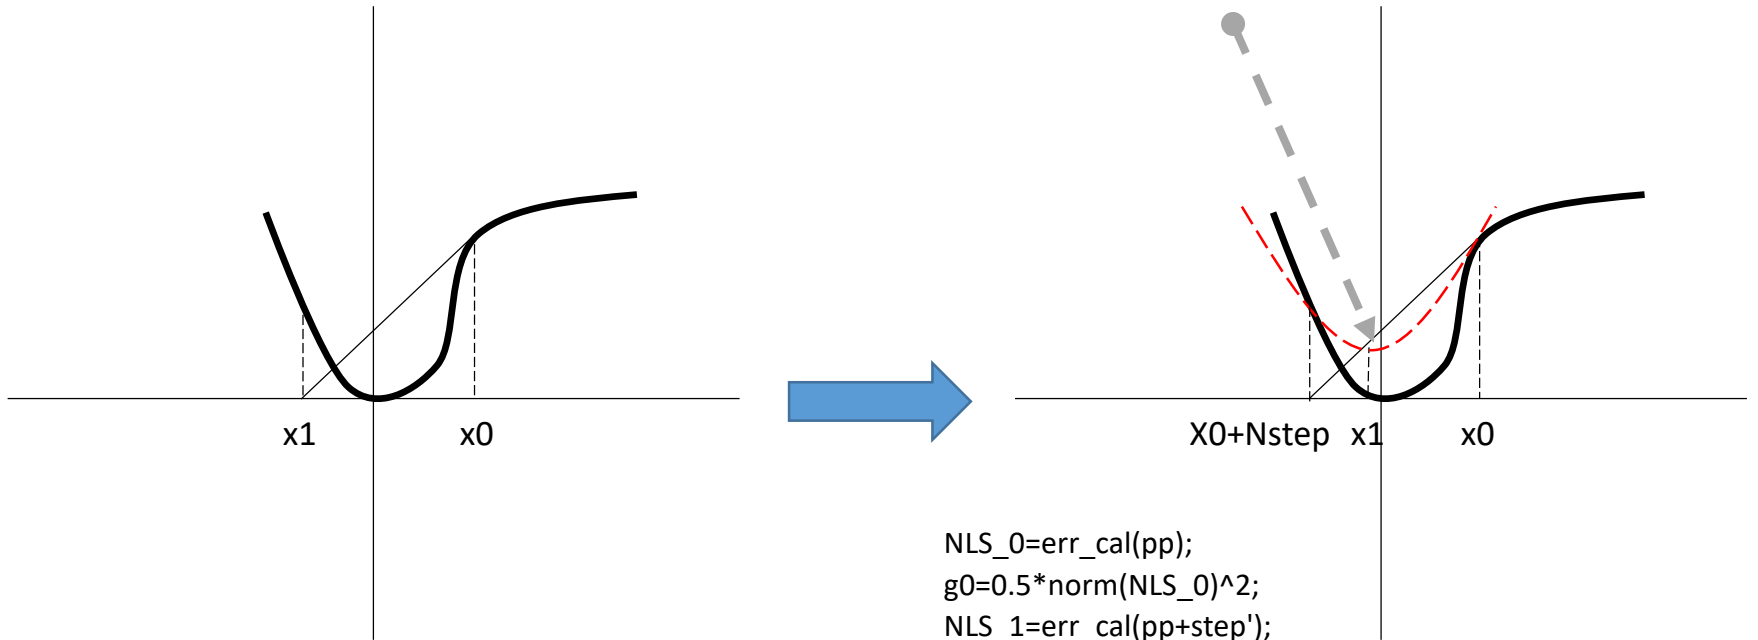 x1
x0
X0+Nstep
x1
x0
NLS_0=err_cal(pp);
g0=0.5*norm(NLS_0)^2;
NLS_1=err_cal(pp+step');